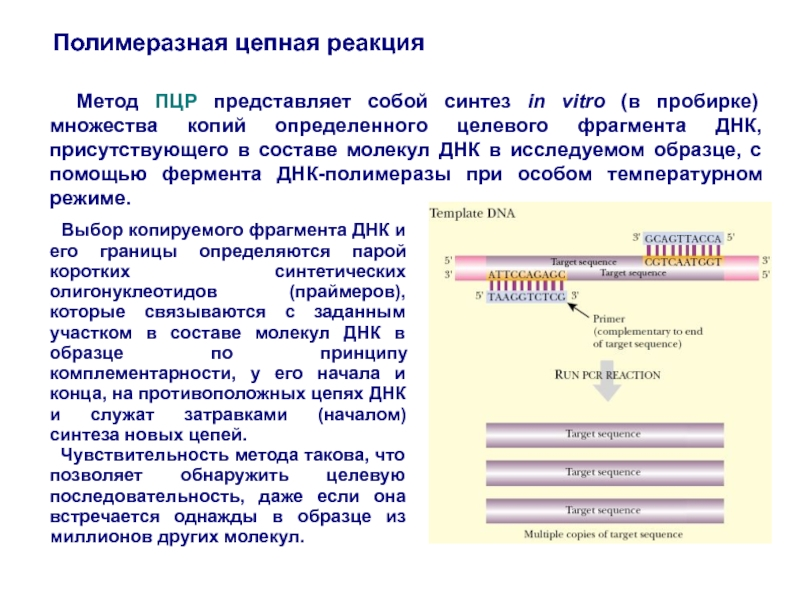 Полимеразная цепная реакция
Метод ПЦР представляет собой синтез in vitro (в пробирке)
множества копий определенного целевого фрагмента ДНК,
присутствующего в составе молекул ДНК в исследуемом образце, с
помощью фермента ДНК-полимеразы при особом температурном
режиме.
Выбор копируемого фрагмента ДНК и
его границы определяются парой
коротких синтетических
олигонуклеотидов (праймеров),
которые связываются с заданным
участком в составе молекул ДНК в
образце по принципу
комплементарности, у его начала и
конца, на противоположных цепях ДНК
и служат затравками (началом)
синтеза новых цепей.
Чувствительность метода такова, что
позволяет обнаружить целевую
последовательность, даже если она
встречается однажды в образце из
миллионов других молекул.
Template DNA
3' GCAGTTACCA 5'
5' Target sequence CGTCAATGGT 3'
3' ATTCCAGAGC Target sequence 5'
5' TAAGGTCTCG 3'
Primer
(complementary to end
of target sequence)
RUN PCR REACTION
Target sequence
Target sequence
Target sequence
Multiple copies of target sequence